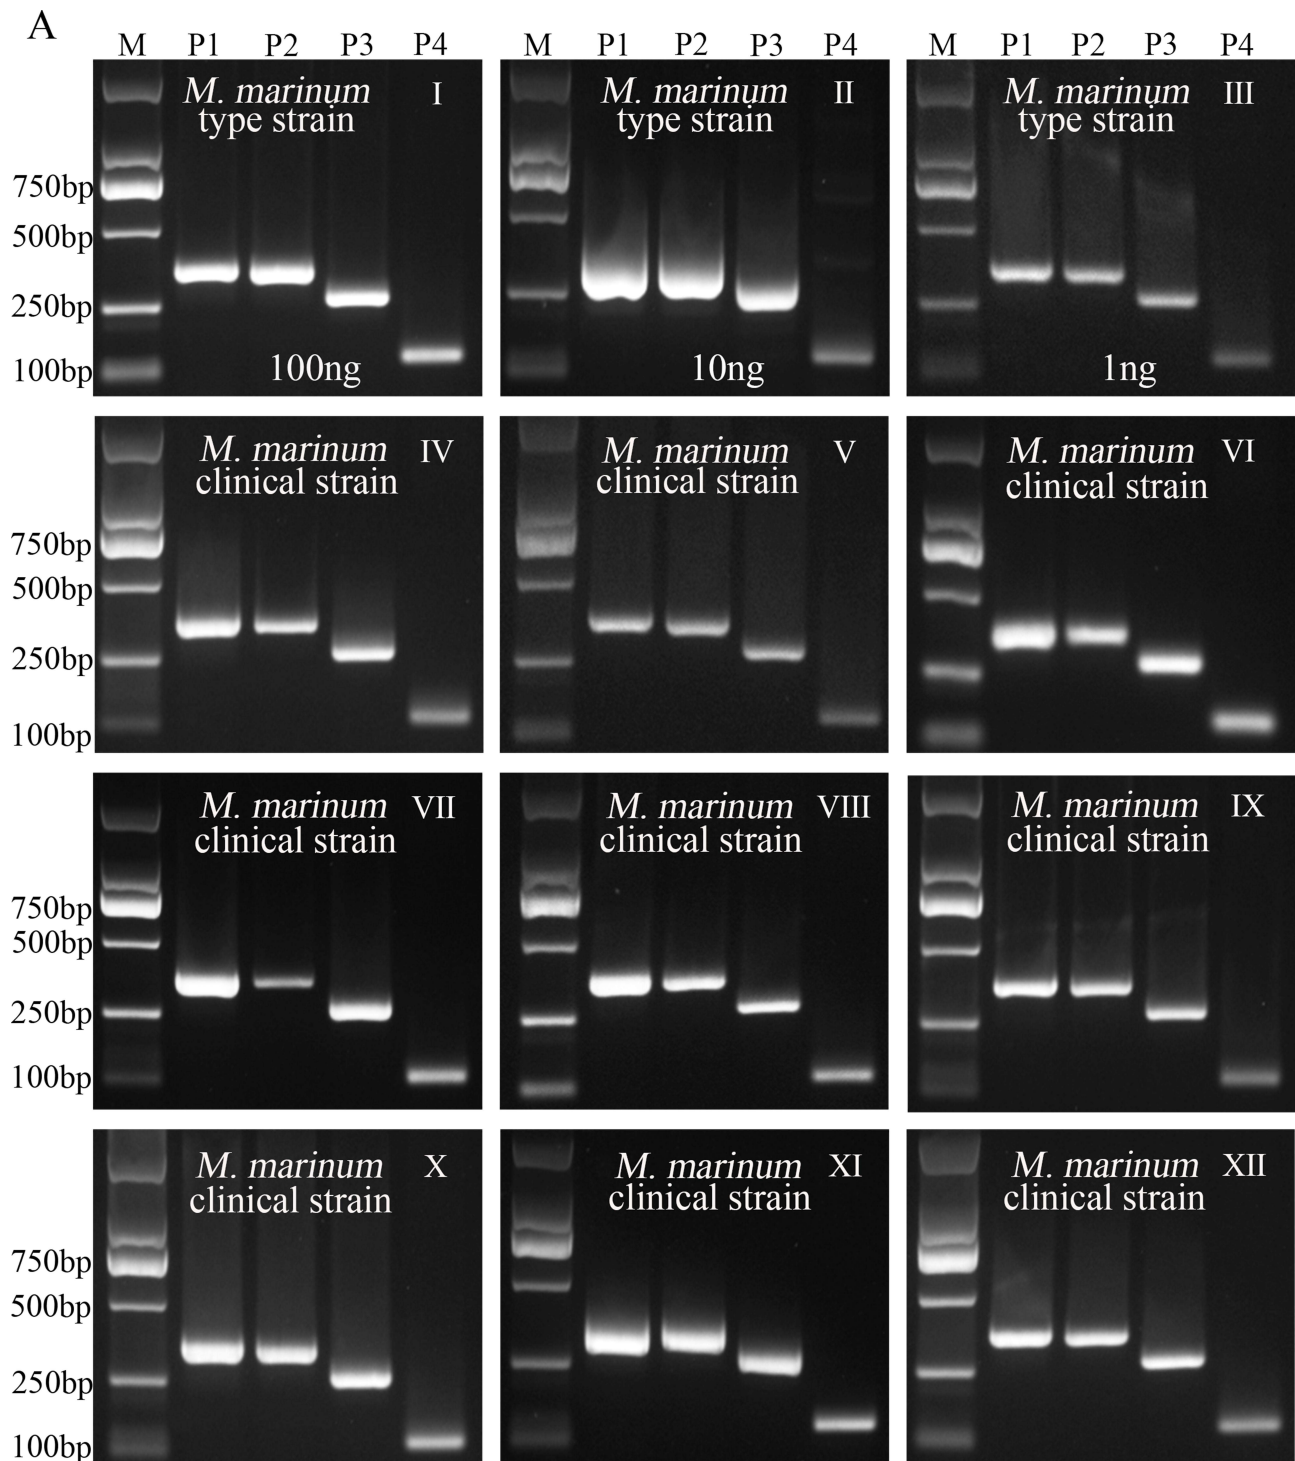 A
M P1 P2 P3 P4 M P1 P2 P3 P4 M P1 P2 P3 P4
M. marinum I
type strain
750bp
500bp
250bp
100bp
100ng
M. marinum II
type strain
10ng
M. marinum III
type strain
1ng
M. marinum IV
clinical strain
750bp
500bp
250bp
100bp
M. marinum V
clinical strain
M. marinum VI
clinical strain
M. marinum VII
clinical strain
750bp
500bp
250bp
100bp
M. marinum VIII
clinical strain
M. marinum IX
clinical strain
M. marinum X
clinical strain
750bp
500bp
250bp
100bp
M. marinum XI
clinical strain
M. marinum XII
clinical strain